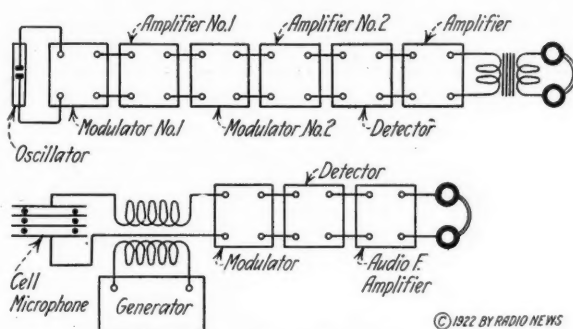 Amplifier No.1
Amplifier No.2
Amplifier
Modulator No.1
Modulator No.2
Detector
Oscillator
Detector
Cell
Microphone
Generator
Modulator
Audio F.
Amplifier
© 1922 BY RADIO NEWS